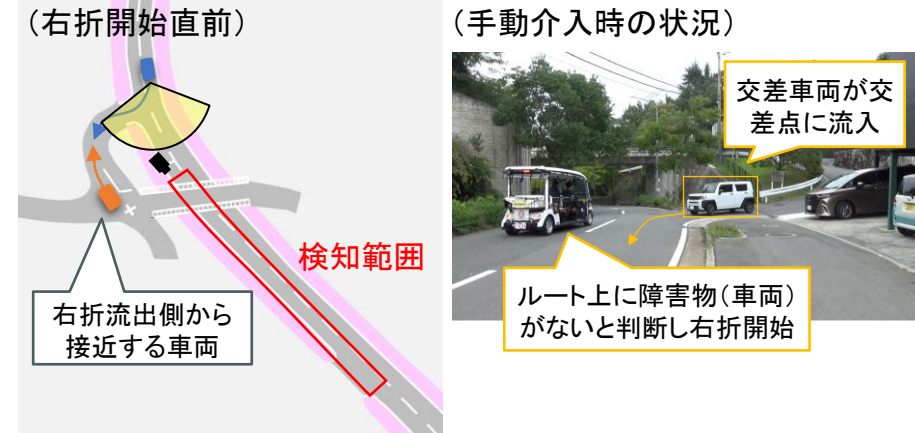 （右折開始直前）
（手動介入時の状況）
交差車両が交
差点に流入
検知範囲
右折流出側から
接近する車両
ルート上に障害物（車両）
がないと判断し右折開始